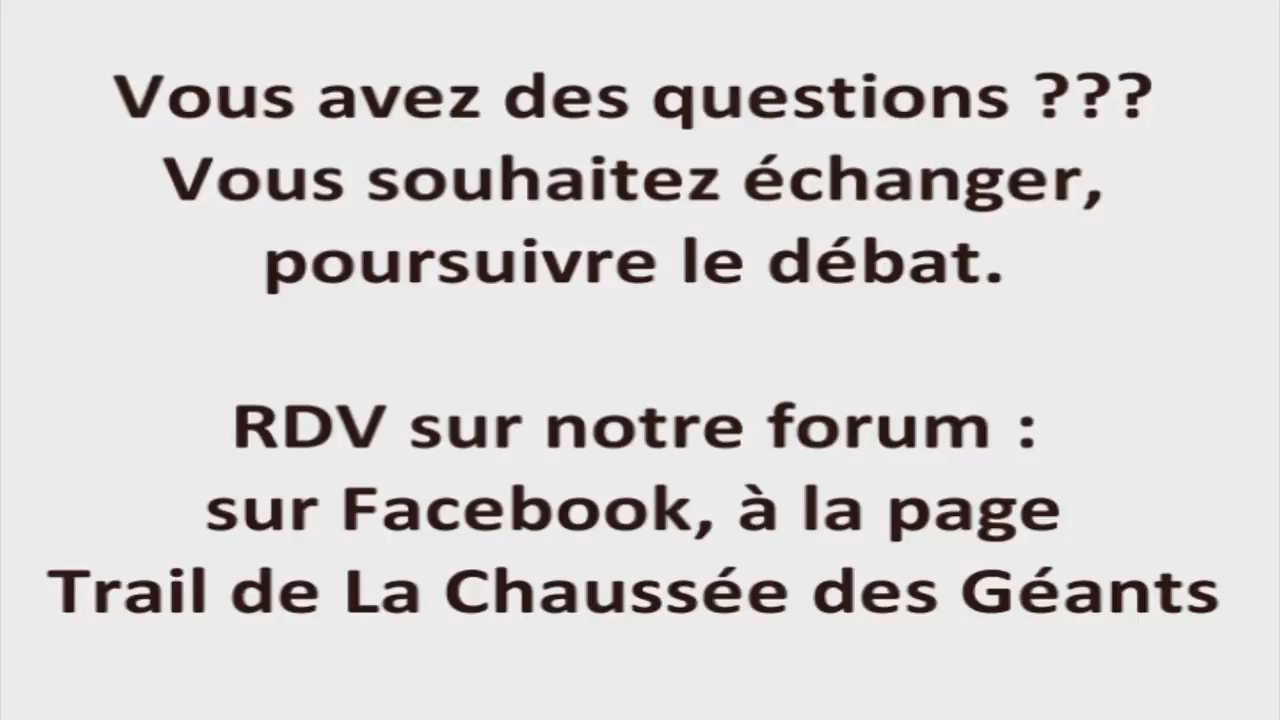 Vous avez des questions ???
Vous souhaitez échanger,
poursuivre le débat.
RDV sur notre forum :
sur Facebook, à la page
Trail de La Chaussée des Géants